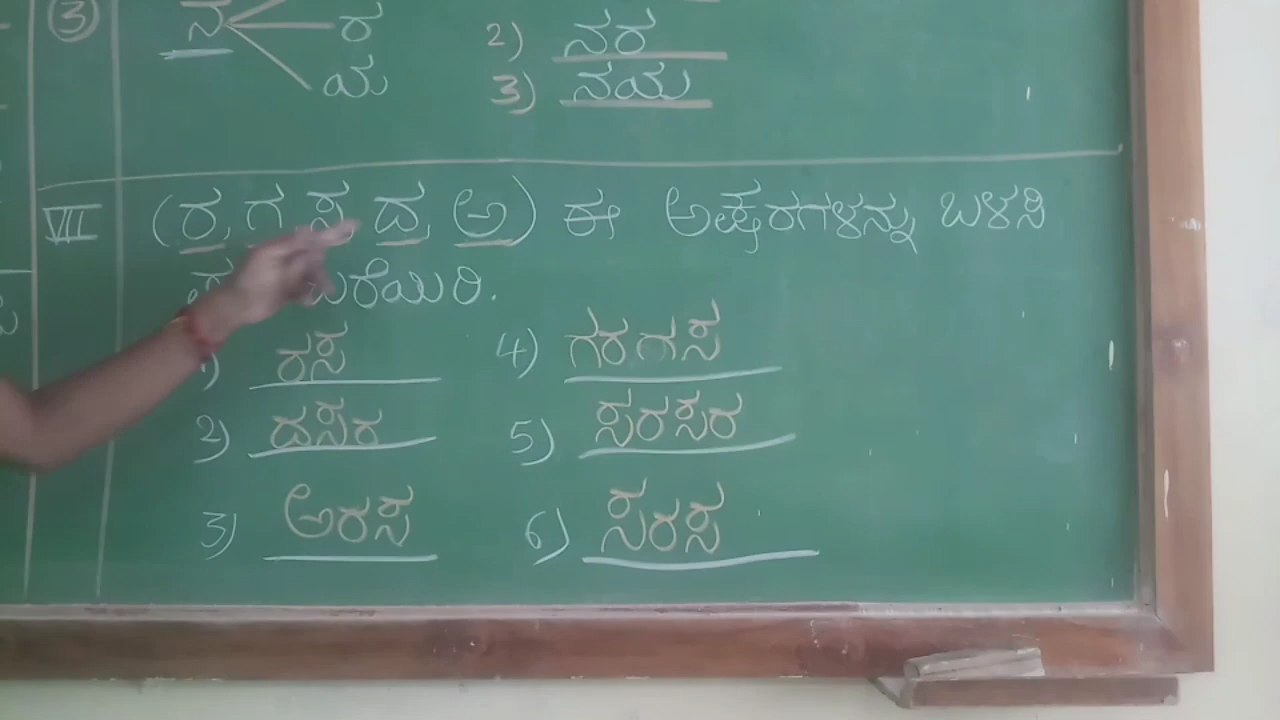 3 ನ ರ 2) ನರ
ಯ 3) ನಯ
VII (ರ, ಗ, ಸ, ದ, ಅ) ಈ ಅಕ್ಷರಗಳನ್ನು ಬಳಸಿ
ಬರೆಯಿರಿ.
1) ರಸ 4) ಗರಗಸ
2) ದಸರ 5) ಸರಸರ
3) ಅರಸ 6) ಸರಸ